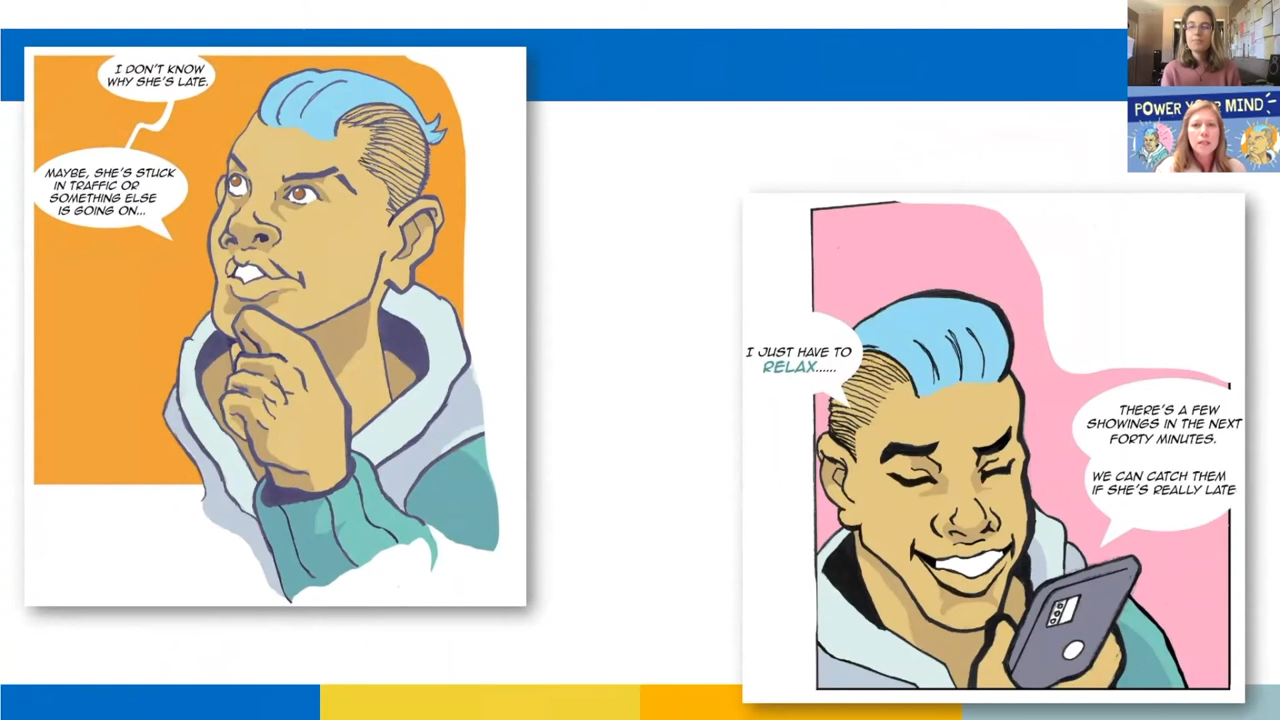 I DON'T KNOW
WHY SHE'S LATE.
MAYBE, SHE'S STUCK
IN TRAFFIC OR
SOMETHING ELSE
IS GOING ON...
POWER YOUR MIND
I JUST HAVE TO
RELAX......
THERE'S A FEW
SHOWINGS IN THE NEXT
FORTY MINUTES.
WE CAN CATCH THEM
IF SHE'S REALLY LATE